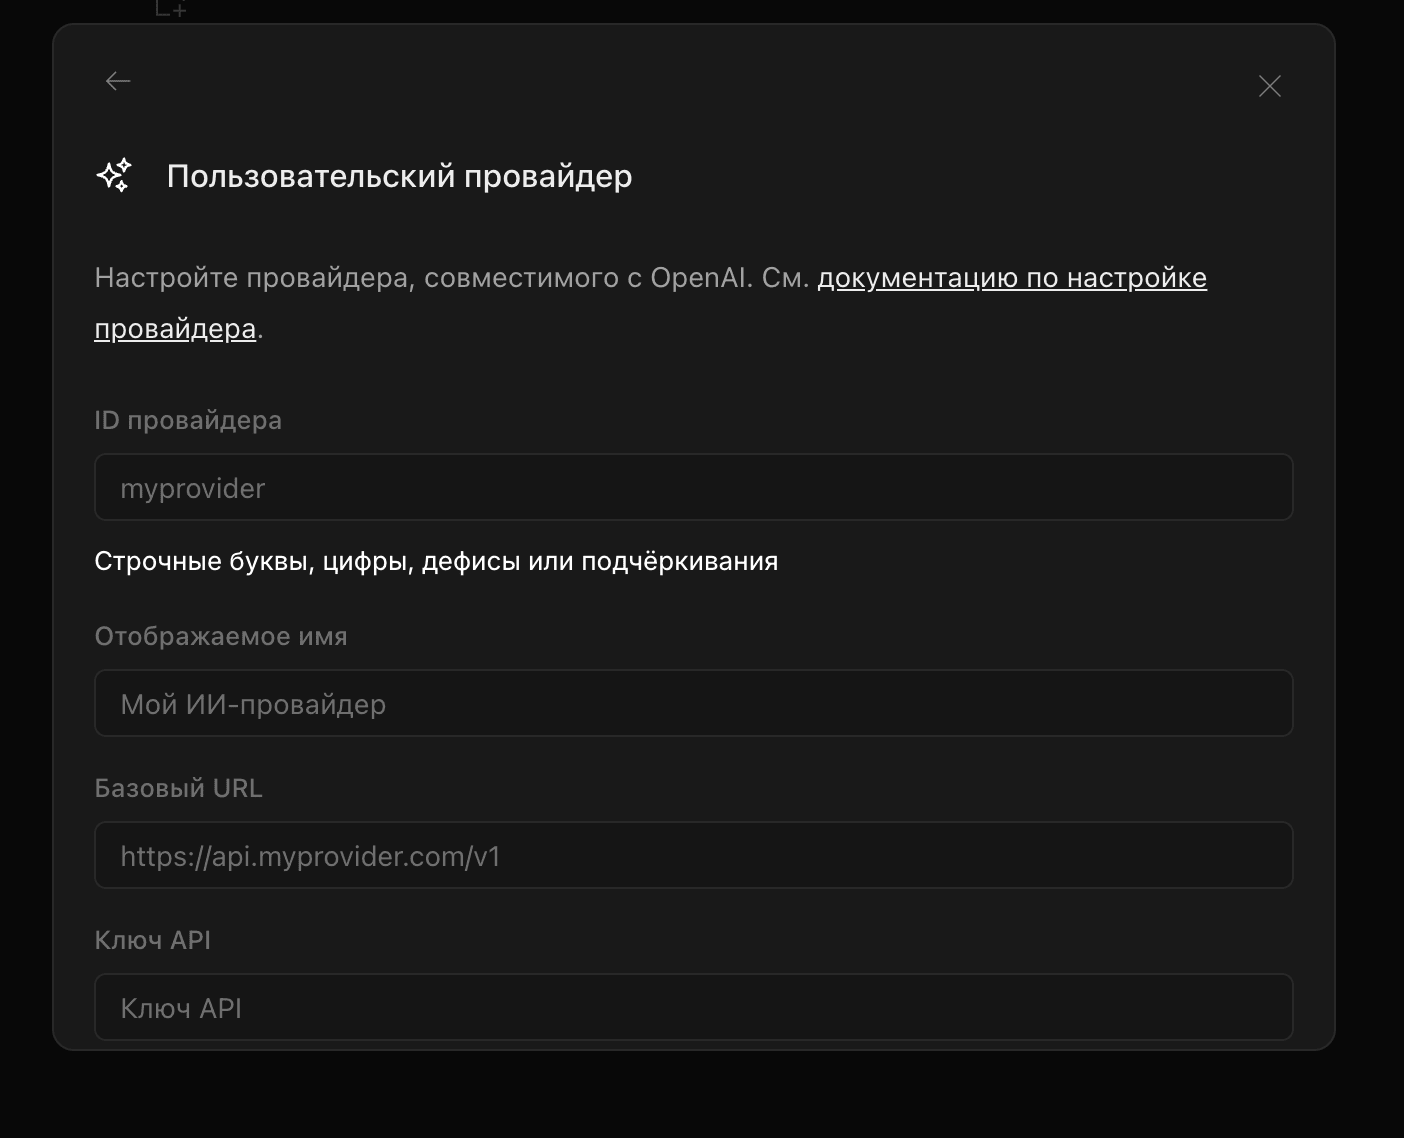 Пользовательский провайдер
Настройте провайдера, совместимого с OpenAI. См. документацию по настройке
провайдера.
ID провайдера
myprovider
Строчные буквы, цифры, дефисы или подчёркивания
Отображаемое имя
Мой ИИ-провайдер
Базовый URL
https://api.myprovider.com/v1
Ключ API
Ключ API